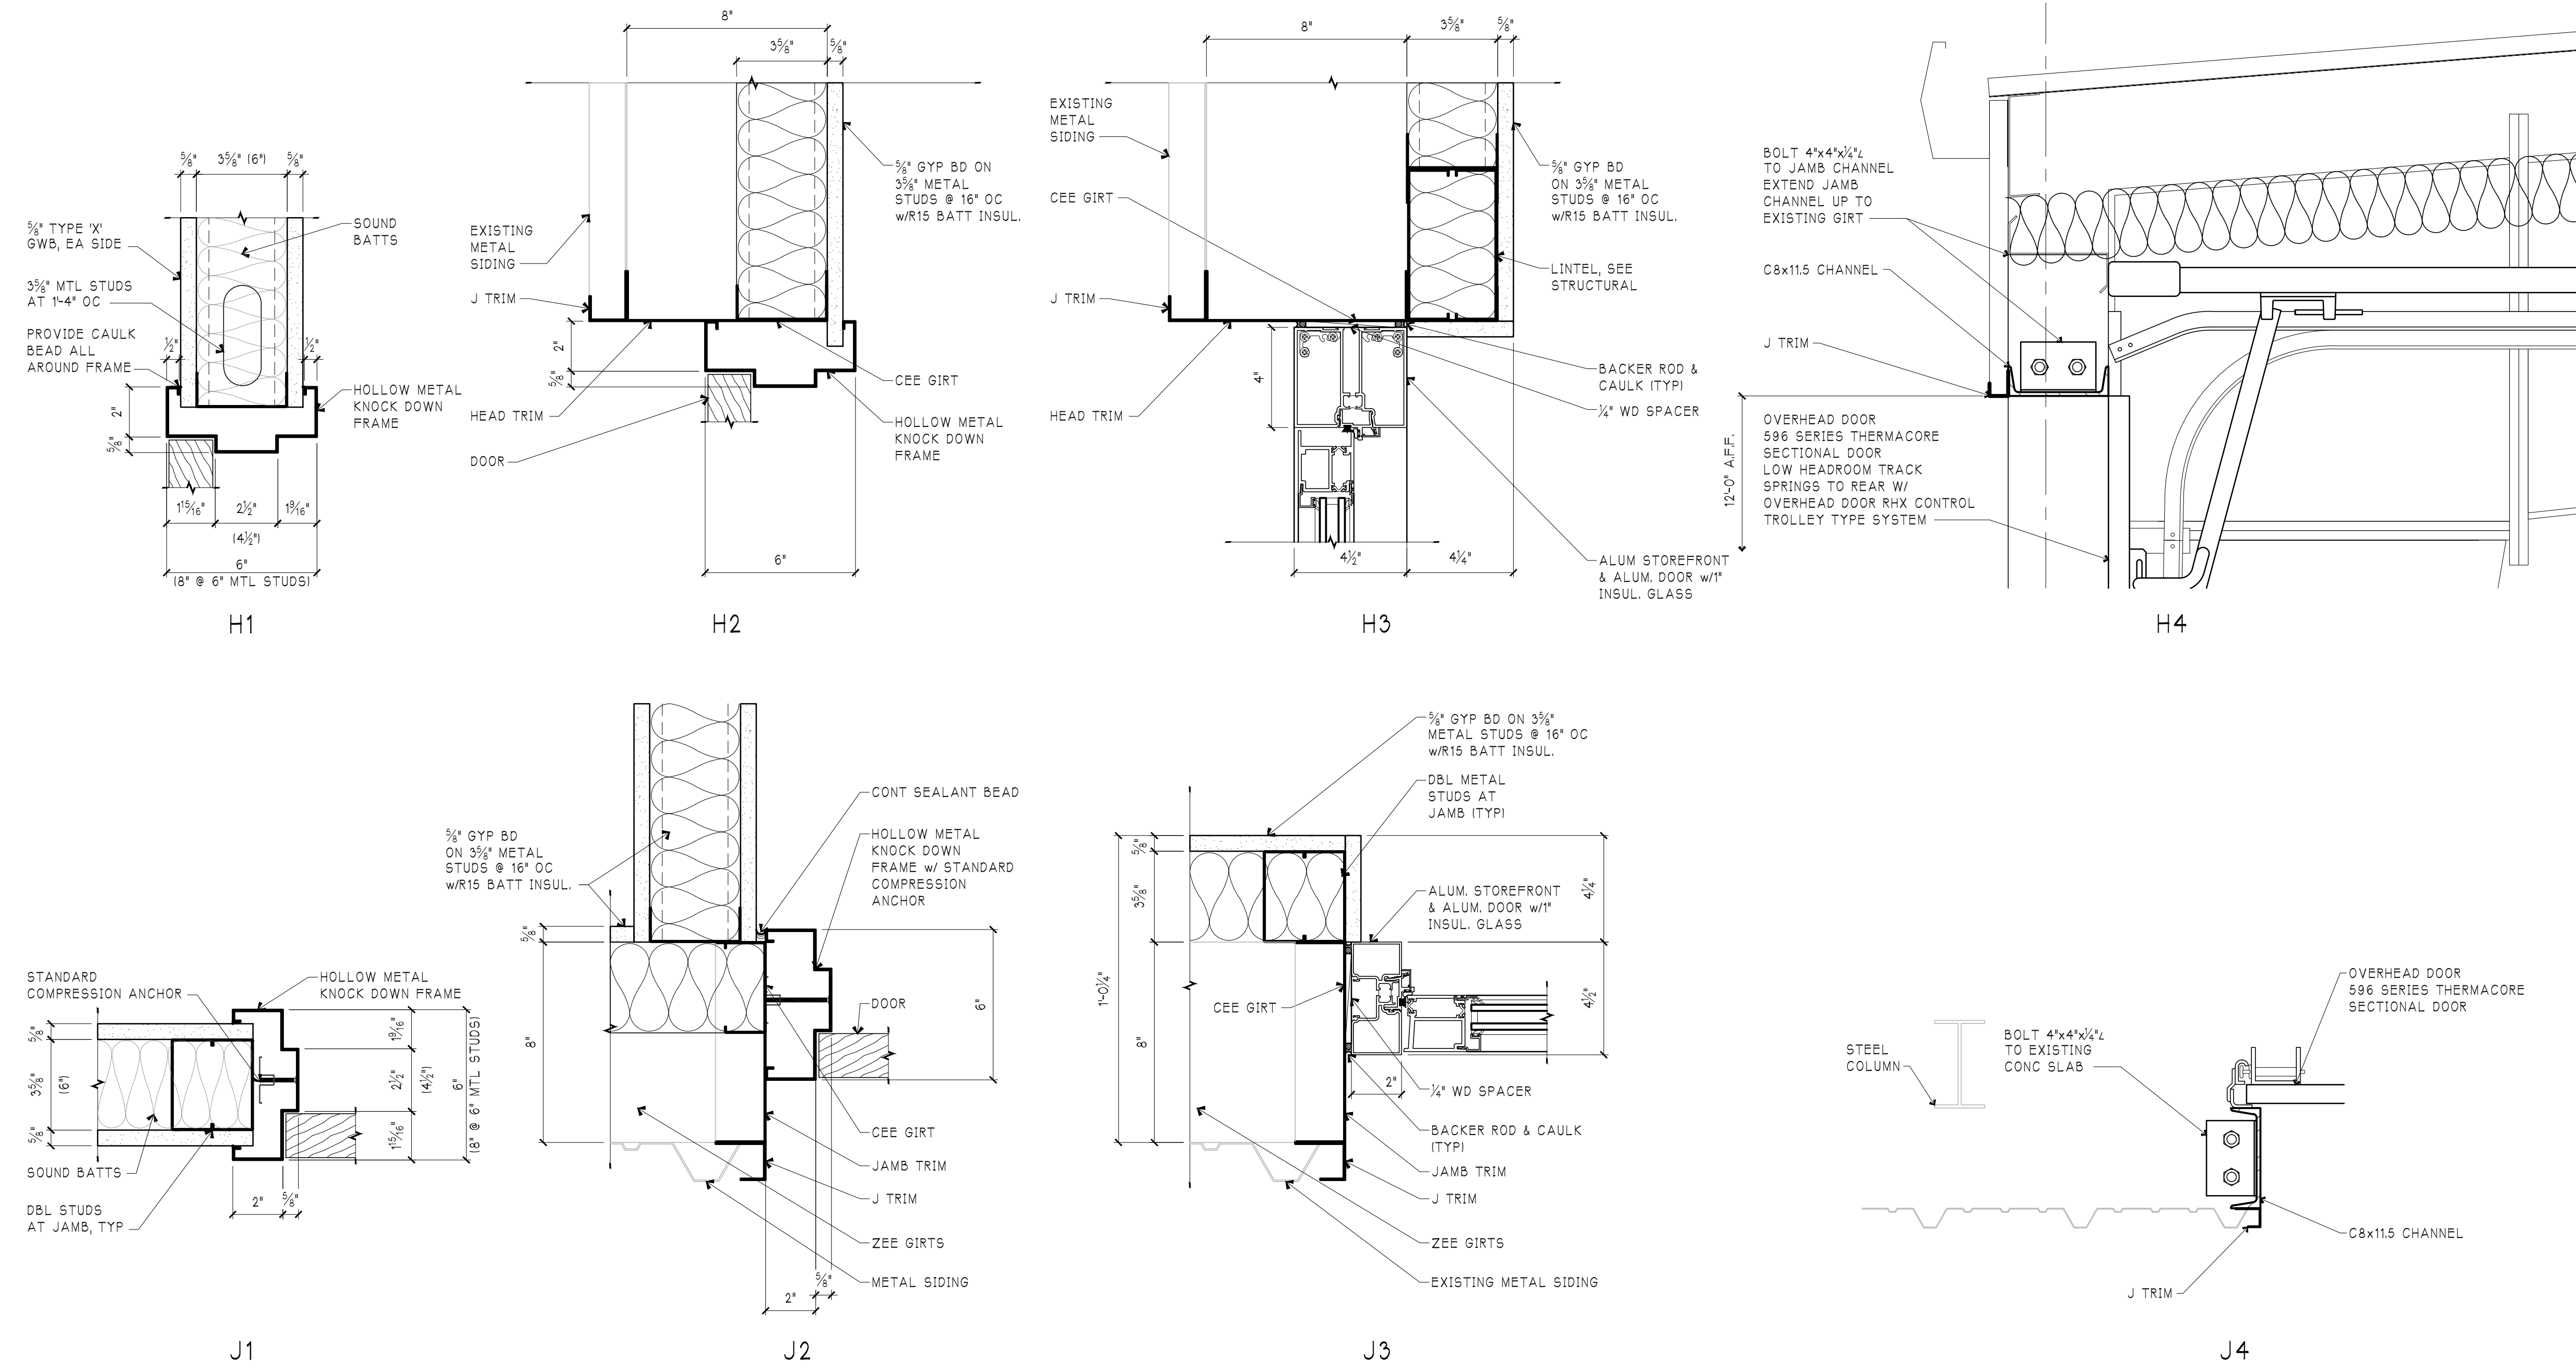 5/8"
3 5/8" (6")
5/8"
5/8" TYPE 'X'
GWB, EA SIDE
SOUND
BATTS
3 5/8" MTL STUDS
AT 1'-4" OC
PROVIDE CAULK
BEAD ALL
AROUND FRAME
1/2"
1/2"
HOLLOW METAL
KNOCK DOWN
FRAME
2"
5/8"
1 15/16"
2 1/2"
1 9/16"
(4 1/2")
6"
(8" @ 6" MTL STUDS)
H1
8"
3 5/8"
5/8"
5/8" GYP BD ON
3 5/8" METAL
STUDS @ 16" OC
w/R15 BATT INSUL.
EXISTING
METAL
SIDING
J TRIM
2"
5/8"
CEE GIRT
HEAD TRIM
HOLLOW METAL
KNOCK DOWN
FRAME
DOOR
6"
H2
8"
3 5/8"
5/8"
EXISTING
METAL
SIDING
5/8" GYP BD
ON 3 5/8" METAL
STUDS @ 16" OC
w/R15 BATT INSUL.
CEE GIRT
LINTEL, SEE
STRUCTURAL
J TRIM
4"
BACKER ROD &
CAULK (TYP)
1/4" WD SPACER
HEAD TRIM
4 1/2"
4 1/4"
ALUM STOREFRONT
& ALUM. DOOR w/1"
INSUL. GLASS
H3
BOLT 4"x4"x1/4"∠
TO JAMB CHANNEL
EXTEND JAMB
CHANNEL UP TO
EXISTING GIRT
C8x11.5 CHANNEL
J TRIM
12'-0" A.F.F.
OVERHEAD DOOR
596 SERIES THERMACORE
SECTIONAL DOOR
LOW HEADROOM TRACK
SPRINGS TO REAR W/
OVERHEAD DOOR RHX CONTROL
TROLLEY TYPE SYSTEM
H4
STANDARD
COMPRESSION ANCHOR
HOLLOW METAL
KNOCK DOWN FRAME
5/8"
3 5/8"
(6")
5/8"
1 9/16"
2 1/2"
(4 1/2")
1 15/16"
6"
(8" @ 6" MTL STUDS)
SOUND BATTS
2"
5/8"
DBL STUDS
AT JAMB, TYP
J1
CONT SEALANT BEAD
5/8" GYP BD
ON 3 5/8" METAL
STUDS @ 16" OC
w/R15 BATT INSUL.
HOLLOW METAL
KNOCK DOWN
FRAME w/ STANDARD
COMPRESSION
ANCHOR
5/8"
8"
DOOR
6"
CEE GIRT
JAMB TRIM
J TRIM
ZEE GIRTS
METAL SIDING
5/8"
2"
J2
5/8" GYP BD ON 3 5/8"
METAL STUDS @ 16" OC
w/R15 BATT INSUL.
DBL METAL
STUDS AT
JAMB (TYP)
5/8"
3 5/8"
1'-0 1/4"
8"
4 1/4"
4 1/2"
ALUM. STOREFRONT
& ALUM. DOOR w/1"
INSUL. GLASS
CEE GIRT
2"
1/4" WD SPACER
BACKER ROD & CAULK
(TYP)
JAMB TRIM
J TRIM
ZEE GIRTS
EXISTING METAL SIDING
J3
OVERHEAD DOOR
596 SERIES THERMACORE
SECTIONAL DOOR
STEEL
COLUMN
BOLT 4"x4"x1/4"∠
TO EXISTING
CONC SLAB
C8x11.5 CHANNEL
J TRIM
J4